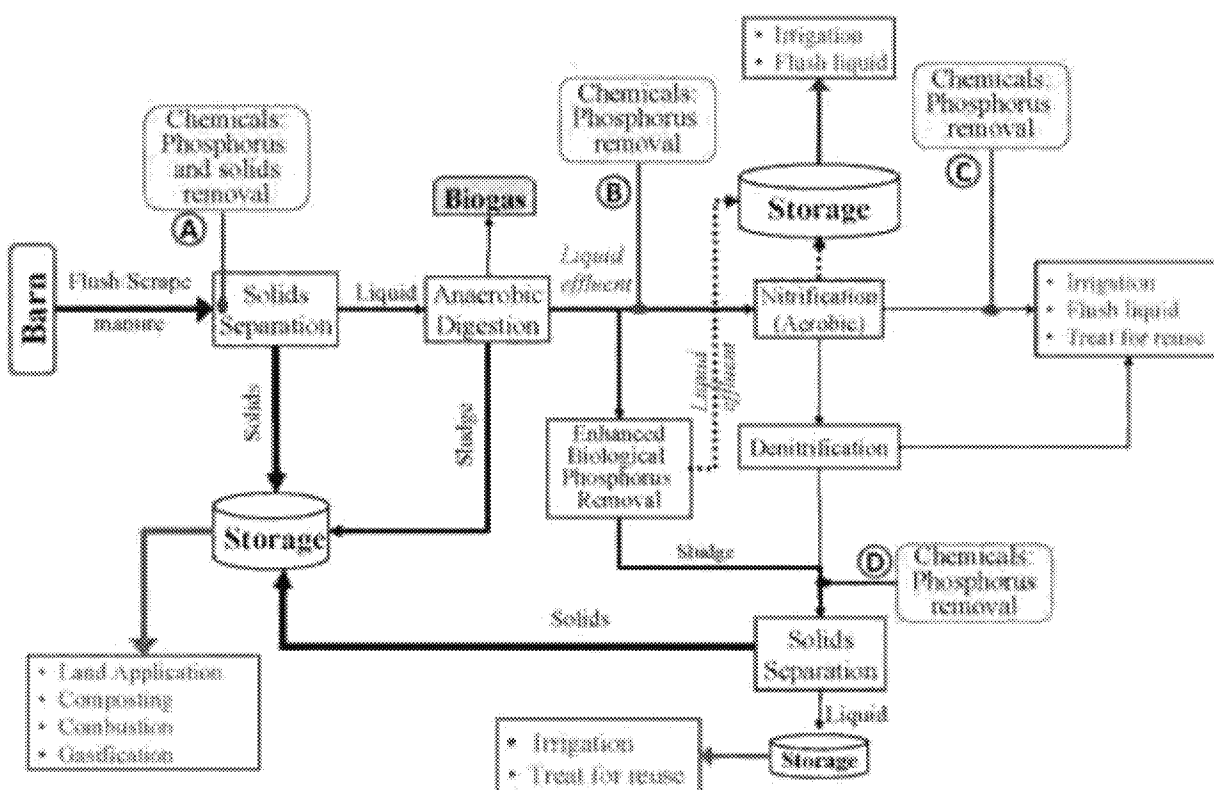 • Irrigation
• Flush liquid
Chemicals:
Phosphorus
and solids
removal
A
Chemicals:
Phosphorus
removal
B
Chemicals:
Phosphorus
removal
C
Biogas
Storage
Barn
Flush Scrape
manure
Solids
Separation
Liquid
Anaerobic
Digestion
Liquid
effluent
Nitrification
(Aerobic)
• Irrigation
• Flush liquid
• Treat for reuse
Solids
Sludge
Liquid
effluent
Enhanced
Biological
Phosphorus
Removal
Denitrification
Storage
Sludge
D
Chemicals:
Phosphorus
removal
Solids
Solids
Separation
• Land Application
• Composting
• Combustion
• Gasification
Liquid
Storage
• Irrigation
• Treat for reuse